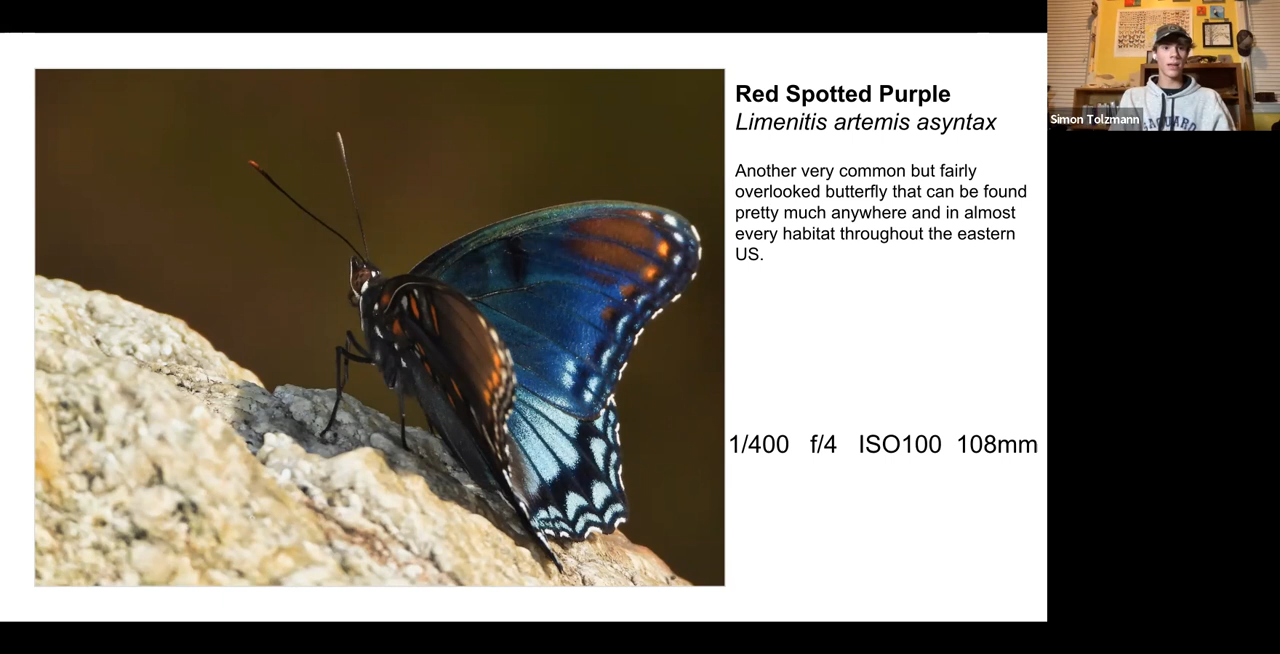 Red Spotted Purple
Limenitis artemis asyntax
Another very common but fairly
overlooked butterfly that can be found
pretty much anywhere and in almost
every habitat throughout the eastern
US.
1/400 f/4 ISO100 108mm
Simon Tolzmann